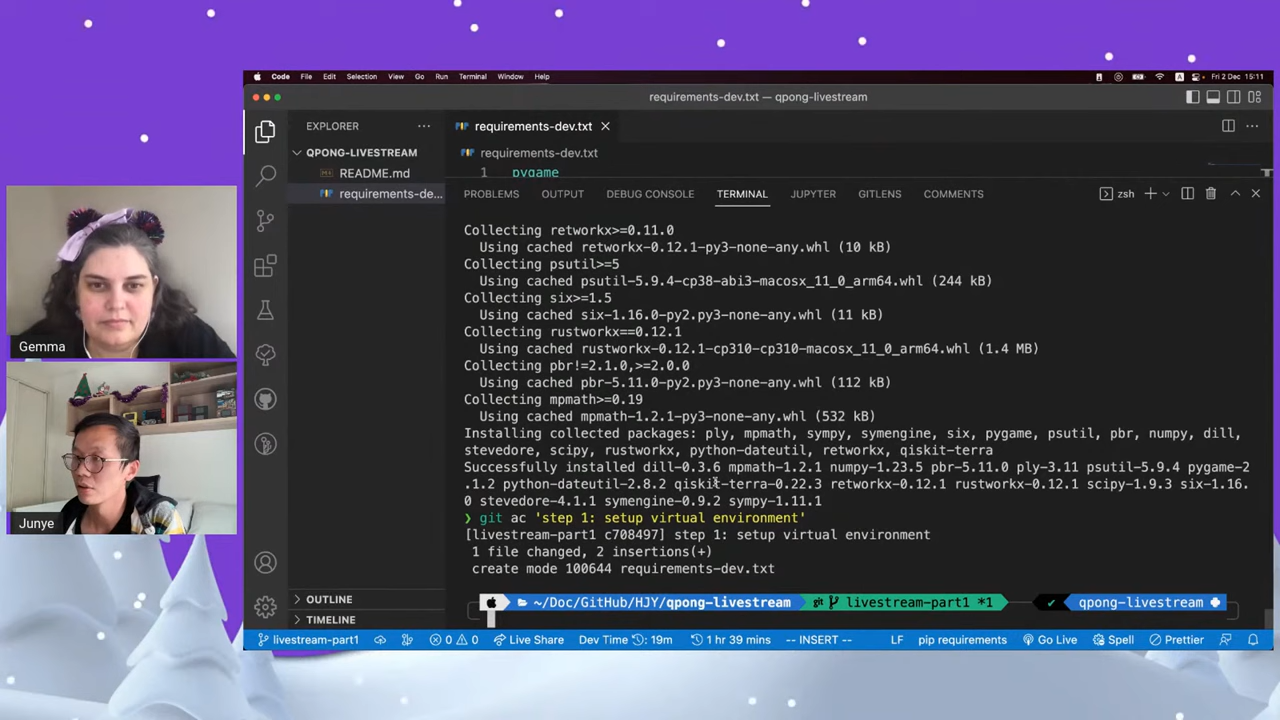 Code File Edit Selection View Go Run Terminal Window Help
A Fri 2 Dec 15:11
requirements-dev.txt — qpong-livestream
EXPLORER
requirements-dev.txt
QPONG-LIVESTREAM
README.md
requirements-de...
requirements-dev.txt
1 pygame
PROBLEMS OUTPUT DEBUG CONSOLE TERMINAL JUPYTER GITLENS COMMENTS
zsh
Collecting retworkx>=0.11.0
Using cached retworkx-0.12.1-py3-none-any.whl (10 kB)
Collecting psutil>=5
Using cached psutil-5.9.4-cp38-abi3-macosx_11_0_arm64.whl (244 kB)
Collecting six>=1.5
Using cached six-1.16.0-py2.py3-none-any.whl (11 kB)
Collecting rustworkx==0.12.1
Using cached rustworkx-0.12.1-cp310-cp310-macosx_11_0_arm64.whl (1.4 MB)
Collecting pbr!=2.1.0,>=2.0.0
Using cached pbr-5.11.0-py2.py3-none-any.whl (112 kB)
Collecting mpmath>=0.19
Using cached mpmath-1.2.1-py3-none-any.whl (532 kB)
Installing collected packages: ply, mpmath, sympy, symengine, six, pygame, psutil, pbr, numpy, dill,
stevedore, scipy, rustworkx, python-dateutil, retworkx, qiskit-terra
Successfully installed dill-0.3.6 mpmath-1.2.1 numpy-1.23.5 pbr-5.11.0 ply-3.11 psutil-5.9.4 pygame-2
.1.2 python-dateutil-2.8.2 qiskit-terra-0.22.3 retworkx-0.12.1 rustworkx-0.12.1 scipy-1.9.3 six-1.16.
0 stevedore-4.1.1 symengine-0.9.2 sympy-1.11.1
❯ git ac 'step 1: setup virtual environment'
[livestream-part1 c708497] step 1: setup virtual environment
1 file changed, 2 insertions(+)
create mode 100644 requirements-dev.txt
~/Doc/GitHub/HJY/qpong-livestream git livestream-part1 *1 ✔ qpong-livestream
OUTLINE
TIMELINE
livestream-part1 0 0 Live Share Dev Time: 19m 1 hr 39 mins -- INSERT -- LF pip requirements Go Live Spell Prettier
Gemma
Junye